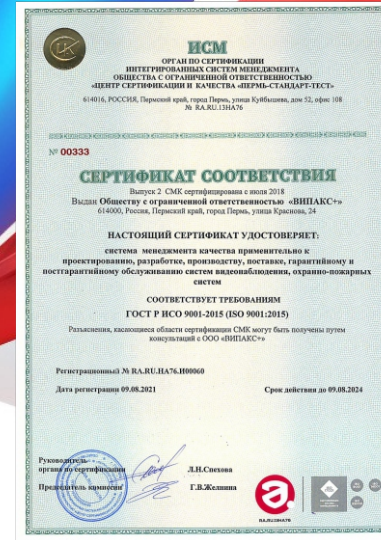 ИСМ
ОРГАН ПО СЕРТИФИКАЦИИ
ИНТЕГРИРОВАННЫХ СИСТЕМ МЕНЕДЖМЕНТА
ОБЩЕСТВА С ОГРАНИЧЕННОЙ ОТВЕТСТВЕННОСТЬЮ
«ЦЕНТР СЕРТИФИКАЦИИ И КАЧЕСТВА «ПЕРМЬ-СТАНДАРТ-ТЕСТ»
614016, РОССИЯ, Пермский край, город Пермь, улица Куйбышева, дом 52, офис 108
№ RA.RU.13НА76
№ 00333
СЕРТИФИКАТ СООТВЕТСТВИЯ
Выпуск 2 СМК сертифицирована с июля 2018
Выдан Обществу с ограниченной ответственностью «ВИПАКС+»
614000, Россия, Пермский край, город Пермь, улица Краснова, 24
НАСТОЯЩИЙ СЕРТИФИКАТ УДОСТОВЕРЯЕТ:
система менеджмента качества применительно к
проектированию, разработке, производству, поставке, гарантийному и
постгарантийному обслуживанию систем видеонаблюдения, охранно-пожарных
систем
СООТВЕТСТВУЕТ ТРЕБОВАНИЯМ
ГОСТ Р ИСО 9001-2015 (ISO 9001:2015)
Разъяснения, касающиеся области сертификации СМК могут быть получены путем
консультаций с ООО «ВИПАКС+»
Регистрационный № RA.RU.НА76.И00060
Дата регистрации 09.08.2021 Срок действия до 09.08.2024
Руководитель
органа по сертификации Л.Н.Спехова
Председатель комиссии Г.В.Желнина
RA.RU.13НА76